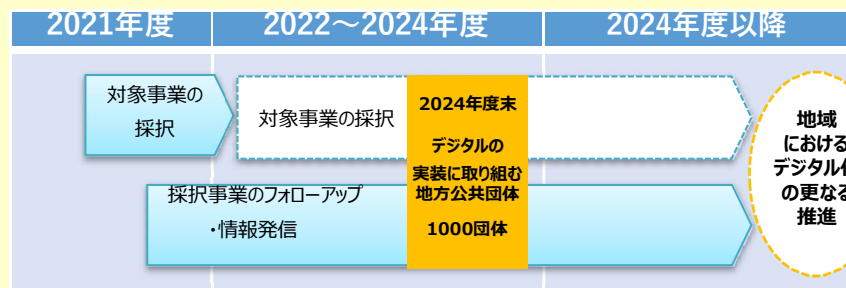 2021年度
2022～2024年度
2024年度以降
対象事業の
採択
対象事業の採択
2024年度末
デジタルの
実装に取り組む
地方公共団体
1000団体
採択事業のフォローアップ
・情報発信
地域
における
デジタル化
の更なる
推進